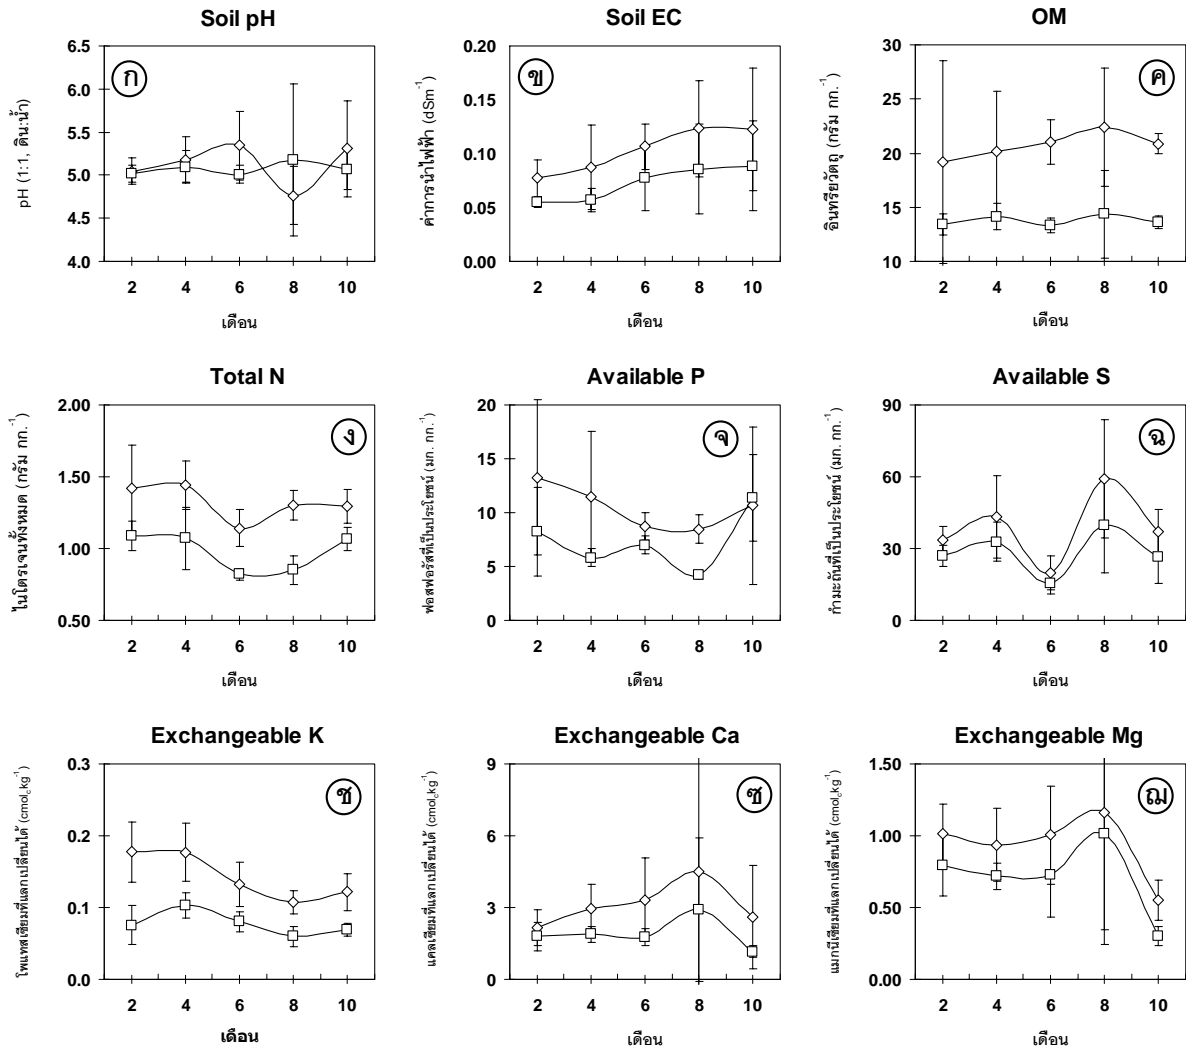 Soil pH
6.5
6.0
5.5
5.0
4.5
4.0
pH (1:1, ดิน:น้ำ)
ก
2 4 6 8 10
เดือน
Soil EC
0.20
0.15
0.10
0.05
0.00
ค่าการนำไฟฟ้า (dSm⁻¹)
ข
2 4 6 8 10
เดือน
OM
30
25
20
15
10
อินทรียวัตถุ (กรัม กก.⁻¹)
ค
2 4 6 8 10
เดือน
Total N
2.00
1.50
1.00
0.50
ไนโตรเจนทั้งหมด (กรัม กก.⁻¹)
ง
2 4 6 8 10
เดือน
Available P
20
15
10
5
0
ฟอสฟอรัสที่เป็นประโยชน์ (มก. กก.⁻¹)
จ
2 4 6 8 10
เดือน
Available S
90
60
30
0
กำมะถันที่เป็นประโยชน์ (มก. กก.⁻¹)
ฉ
2 4 6 8 10
เดือน
Exchangeable K
0.3
0.2
0.1
0.0
โพแทสเซียมที่แลกเปลี่ยนได้ (cmolckg⁻¹)
ช
2 4 6 8 10
เดือน
Exchangeable Ca
9
6
3
0
แคลเซียมที่แลกเปลี่ยนได้ (cmolckg⁻¹)
ซ
2 4 6 8 10
เดือน
Exchangeable Mg
1.50
1.00
0.50
0.00
แมกนีเซียมที่แลกเปลี่ยนได้ (cmolckg⁻¹)
ฌ
2 4 6 8 10
เดือน